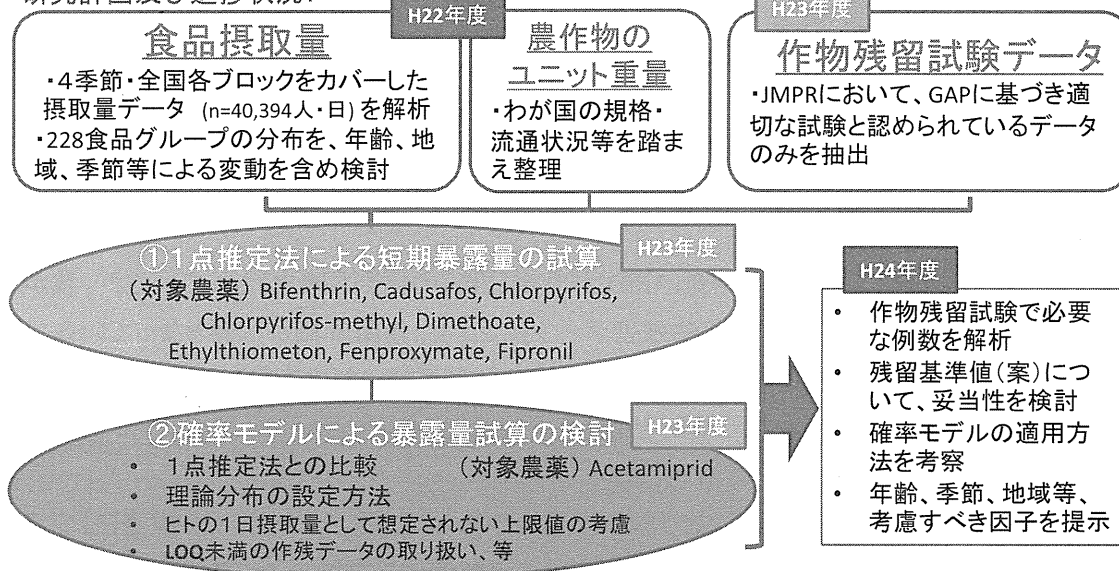 研究計画及び進捗状況:
H22年度
食品摂取量
・4季節・全国各ブロックをカバーした
摂取量データ (n=40,394人・日)を解析
・228食品グループの分布を、年齢、地
域、季節等による変動を含め検討
農作物の
ユニット重量
・わが国の規格・
流通状況等を踏ま
え整理
H23年度
作物残留試験データ
・JMPRにおいて、GAPに基づき適
切な試験と認められているデータ
のみを抽出
①1点推定法による短期暴露量の試算
H23年度
(対象農薬) Bifenthrin, Cadusafos, Chlorpyrifos,
Chlorpyrifos-methyl, Dimethoate,
Ethylthiometon, Fenproxymate, Fipronil
②確率モデルによる暴露量試算の検討
H23年度
• 1点推定法との比較 (対象農薬) Acetamiprid
• 理論分布の設定方法
• ヒトの1日摂取量として想定されない上限値の考慮
• LOQ未満の作残データの取り扱い、等
H24年度
• 作物残留試験で必要
な例数を解析
• 残留基準値(案)につ
いて、妥当性を検討
• 確率モデルの適用方
法を考察
• 年齢、季節、地域等、
考慮すべき因子を提示